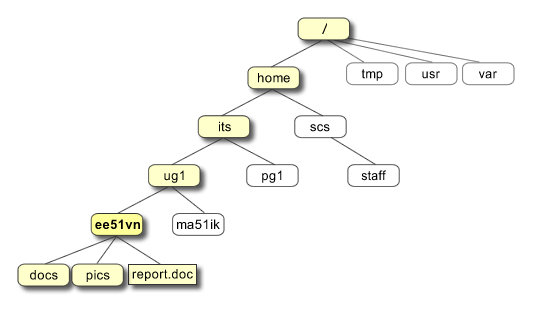 /
home
tmp
usr
var
its
scs
ug1
pg1
staff
ee51vn
ma51ik
docs
pics
report.doc